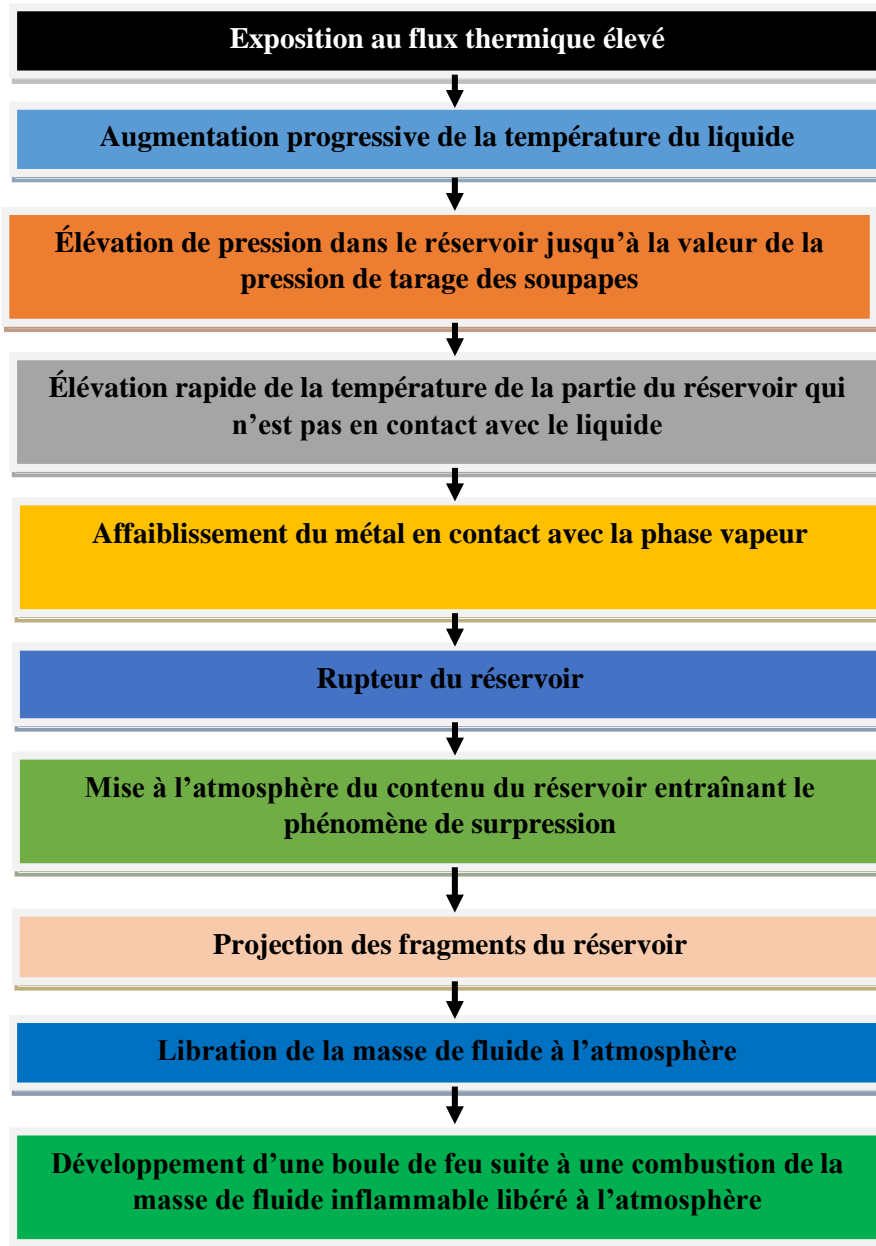 Exposition au flux thermique élevé
Augmentation progressive de la température du liquide
Élévation de pression dans le réservoir jusqu’à la valeur de la
pression de tarage des soupapes
Élévation rapide de la température de la partie du réservoir qui
n’est pas en contact avec le liquide
Affaiblissement du métal en contact avec la phase vapeur
Rupteur du réservoir
Mise à l’atmosphère du contenu du réservoir entraînant le
phénomène de surpression
Projection des fragments du réservoir
Libration de la masse de fluide à l’atmosphère
Développement d’une boule de feu suite à une combustion de la
masse de fluide inflammable libéré à l’atmosphère